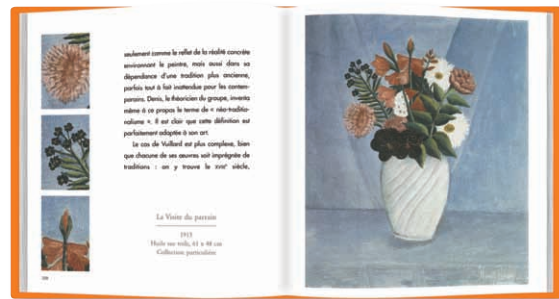 seulement comme le reflet de la réalité concrète
environnant le peintre, mais aussi dans sa
dépendance d'une tradition plus ancienne,
parfois tout à fait inattendue pour les contem-
porains. Denis, le théoricien du groupe, inventa
même à ce propos le terme de « néo-traditio-
nalisme ». Il est clair que cette définition est
parfaitement adaptée à son art.
Le cas de Vuillard est plus complexe, bien
que chacune de ses œuvres soit imprégnée de
traditions : on y trouve le XVIIIe siècle,
La Visite du parrain
1915
Huile sur toile, 61 x 48 cm
Collection particulière